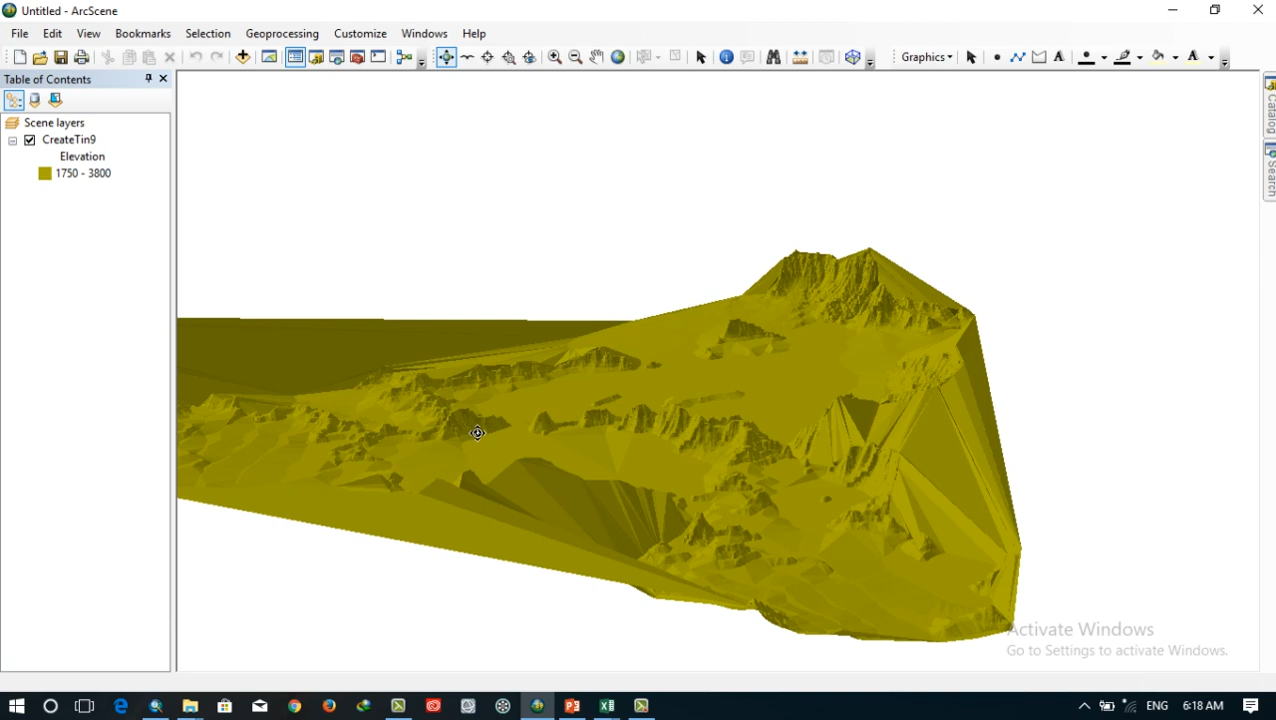 Untitled - ArcScene
File Edit View Bookmarks Selection Geoprocessing Customize Windows Help
Graphics
A
A
Table of Contents
Scene layers
CreateTin9
Elevation
1750 - 3800
Catalog
Search
Activate Windows
Go to Settings to activate Windows.
ENG 6:18 AM